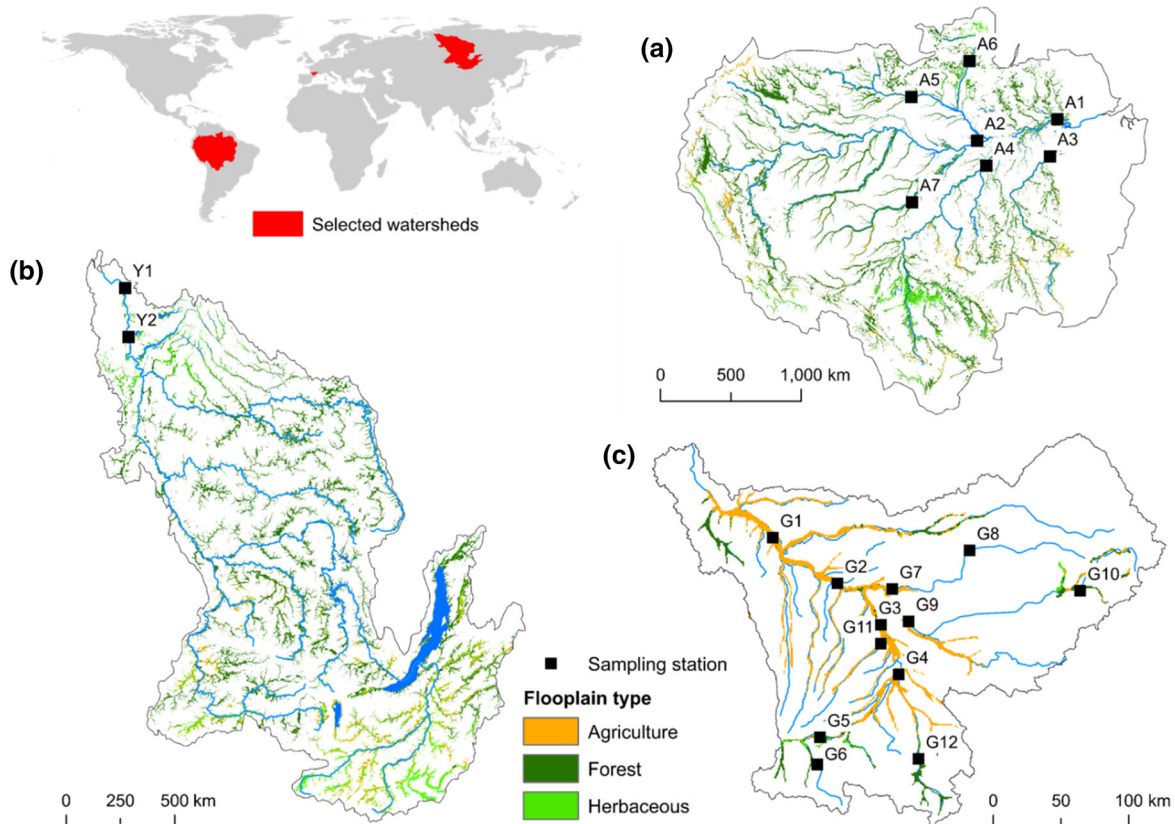 Selected watersheds
(a)
A6
A5
A1
A2
A4
A3
A7
0 500 1,000 km
(b)
Y1
Y2
0 250 500 km
Sampling station
Flooplain type
Agriculture
Forest
Herbaceous
(c)
G1
G8
G2
G7
G10
G3
G9
G11
G4
G5
G6
G12
0 50 100 km